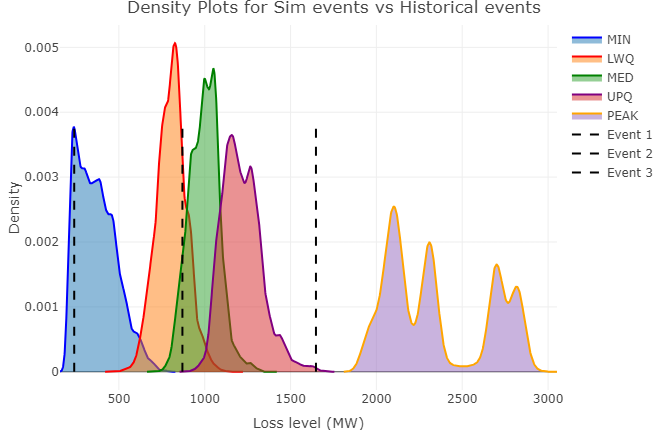 Density Plots for Sim events vs Historical events
0.005
0.004
0.003
0.002
0.001
0
Density
500
1000
1500
2000
2500
3000
Loss level (MW)
MIN
LWQ
MED
UPQ
PEAK
Event 1
Event 2
Event 3